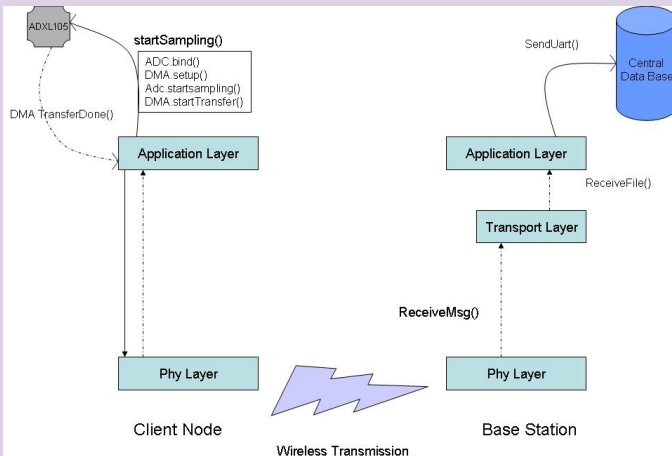 ADXL105
startSampling()
ADC.bind()
DMA.setup()
Adc.startsampling()
DMA.startTransfer()
DMA TransferDone()
Application Layer
Phy Layer
Client Node
Wireless Transmission
SendUart()
Central
Data Base
Application Layer
ReceiveFile()
Transport Layer
ReceiveMsg()
Phy Layer
Base Station